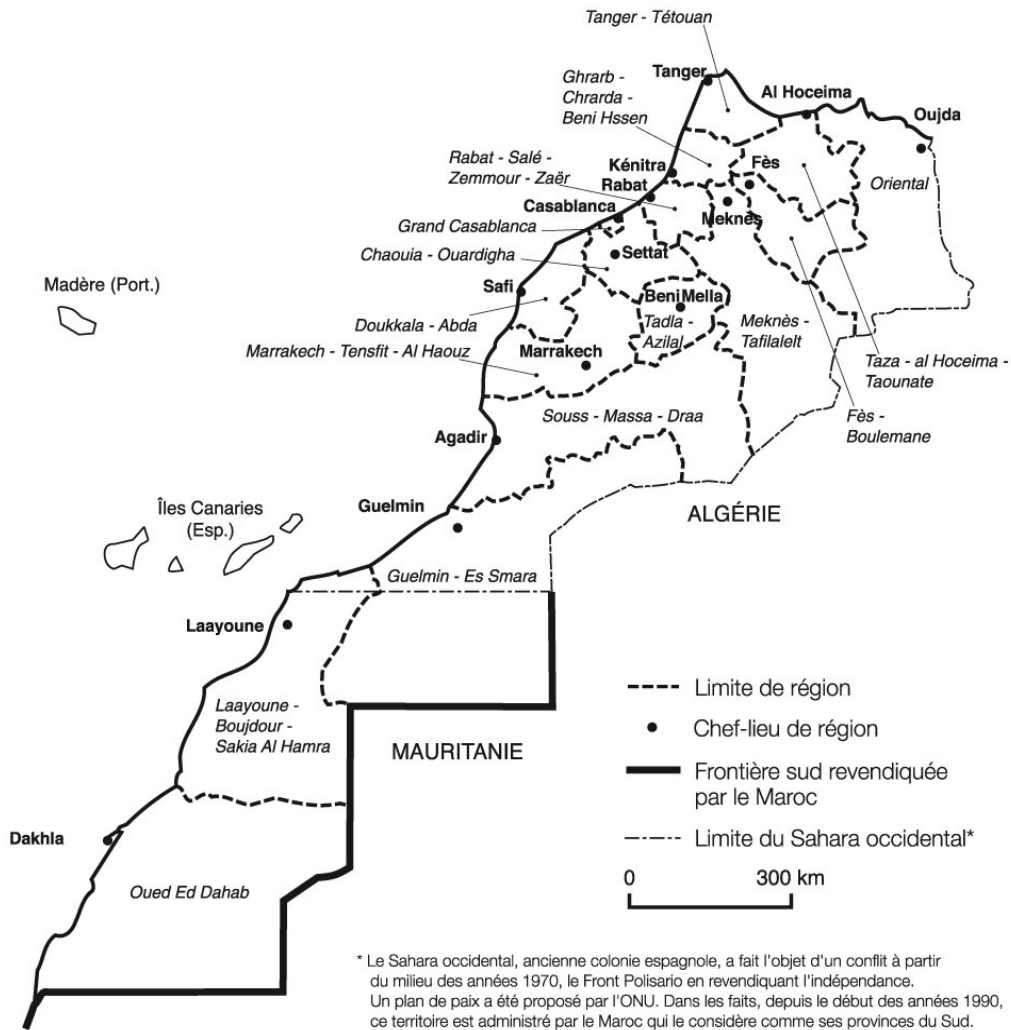 Tanger - Tétouan
Tanger
Ghrarb -
Chrarda -
Beni Hssen
Al Hoceima
Oujda
Rabat - Salé -
Zemmour - Zaër
Kénitra
Rabat
Fès
Oriental
Casablanca
Meknès
Grand Casablanca
Chaouia - Ouardigha
Settat
Madère (Port.)
Safi
Beni Mella
Doukkala - Abda
Tadla -
Azilal
Meknès -
Tafilalelt
Marrakech - Tensfit - Al Haouz
Marrakech
Taza - al Hoceima -
Taounate
Souss - Massa - Draa
Fès -
Boulemane
Agadir
Îles Canaries
(Esp.)
Guelmin
ALGÉRIE
Guelmin - Es Smara
Laayoune
Laayoune -
Boujdour -
Sakia Al Hamra
MAURITANIE
Dakhla
Oued Ed Dahab
Limite de région
Chef-lieu de région
Frontière sud revendiquée
par le Maroc
Limite du Sahara occidental*
0 300 km
* Le Sahara occidental, ancienne colonie espagnole, a fait l'objet d'un conflit à partir
du milieu des années 1970, le Front Polisario en revendiquant l'indépendance.
Un plan de paix a été proposé par l'ONU. Dans les faits, depuis le début des années 1990,
ce territoire est administré par le Maroc qui le considère comme ses provinces du Sud.